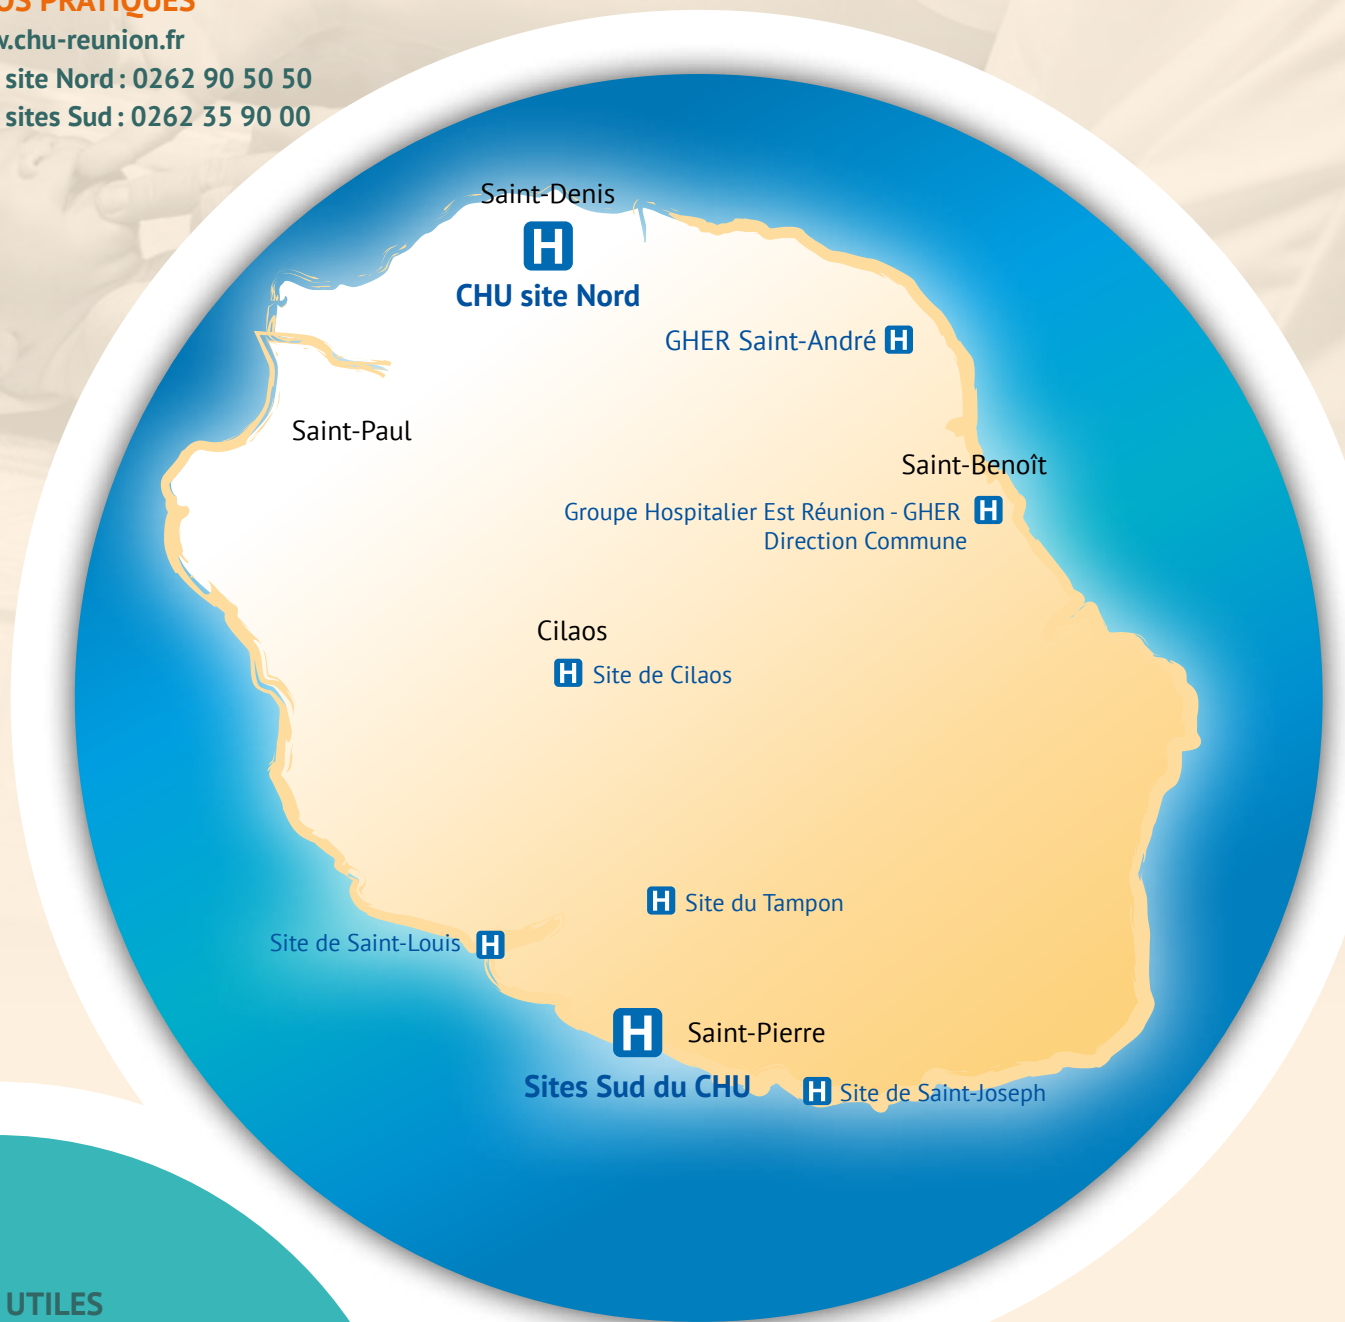 OS PRATIQUES
w.chu-reunion.fr
site Nord : 0262 90 50 50
sites Sud : 0262 35 90 00
Saint-Denis
H
CHU site Nord
GHER Saint-André H
Saint-Paul
Saint-Benoît
Groupe Hospitalier Est Réunion - GHER H
Direction Commune
Cilaos
H Site de Cilaos
H Site du Tampon
Site de Saint-Louis H
H Saint-Pierre
Sites Sud du CHU
H Site de Saint-Joseph
UTILES